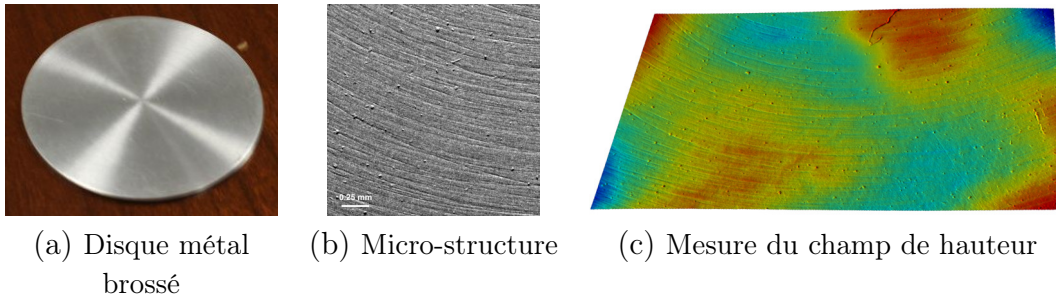 0.25 mm
(a) Disque métal
brossé
(b) Micro-structure
(c) Mesure du champ de hauteur